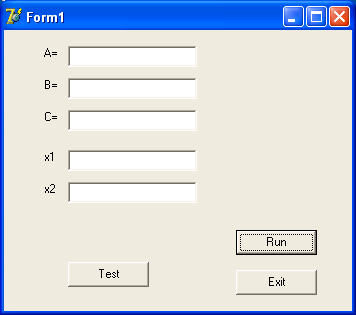 Form1
A=
B=
C=
x1
x2
Run
Test
Exit